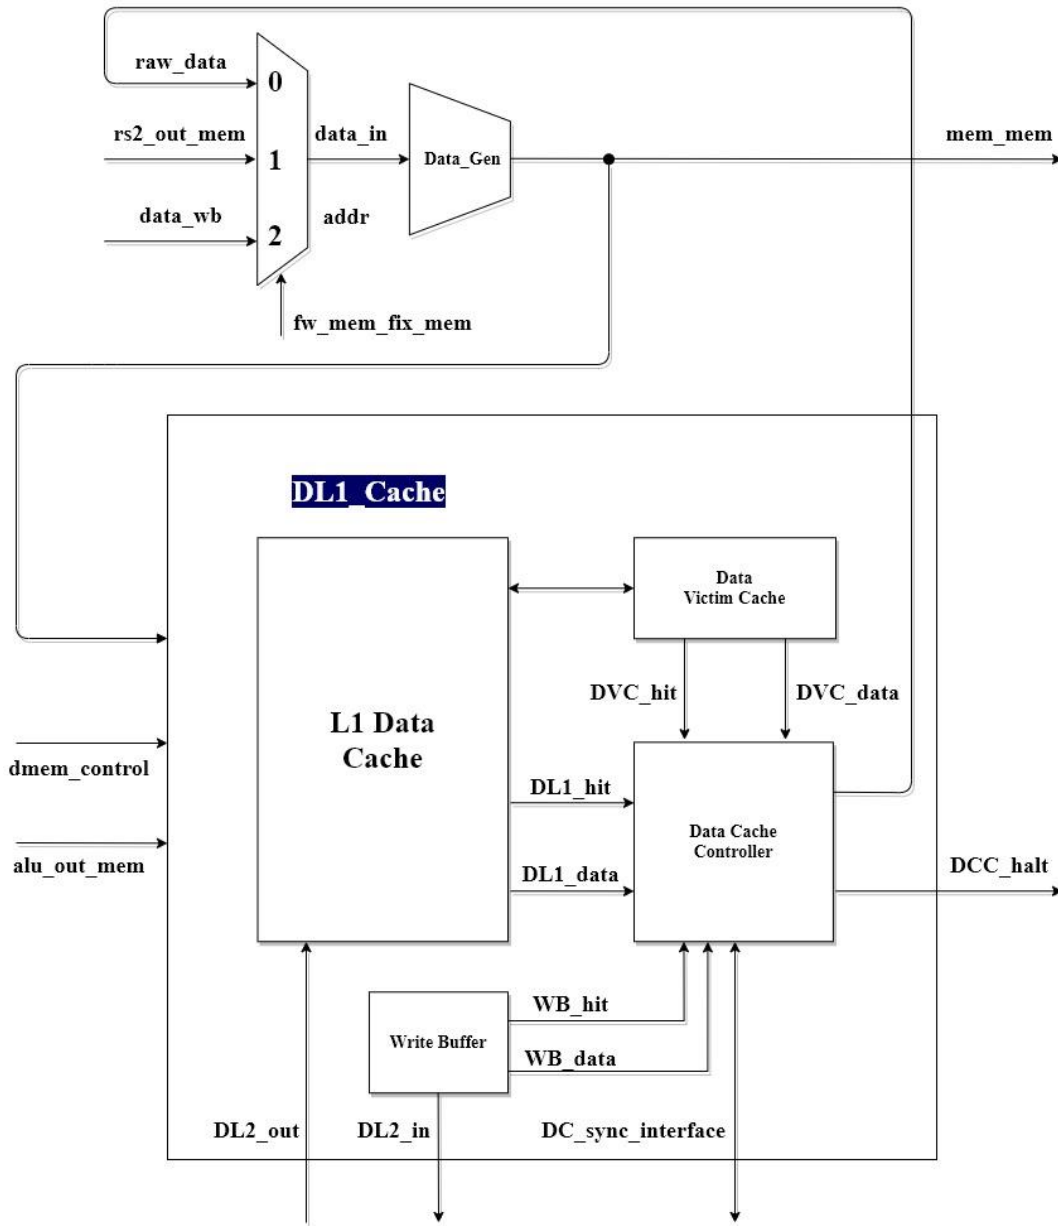 raw_data
0
rs2_out_mem
1
data_in
Data_Gen
mem_mem
data_wb
2
addr
fw_mem_fix_mem
DL1_Cache
Data
Victim Cache
DVC_hit
DVC_data
L1 Data
Cache
dmem_control
DL1_hit
Data Cache
Controller
alu_out_mem
DL1_data
DCC_halt
WB_hit
Write Buffer
WB_data
DL2_out
DL2_in
DC_sync_interface